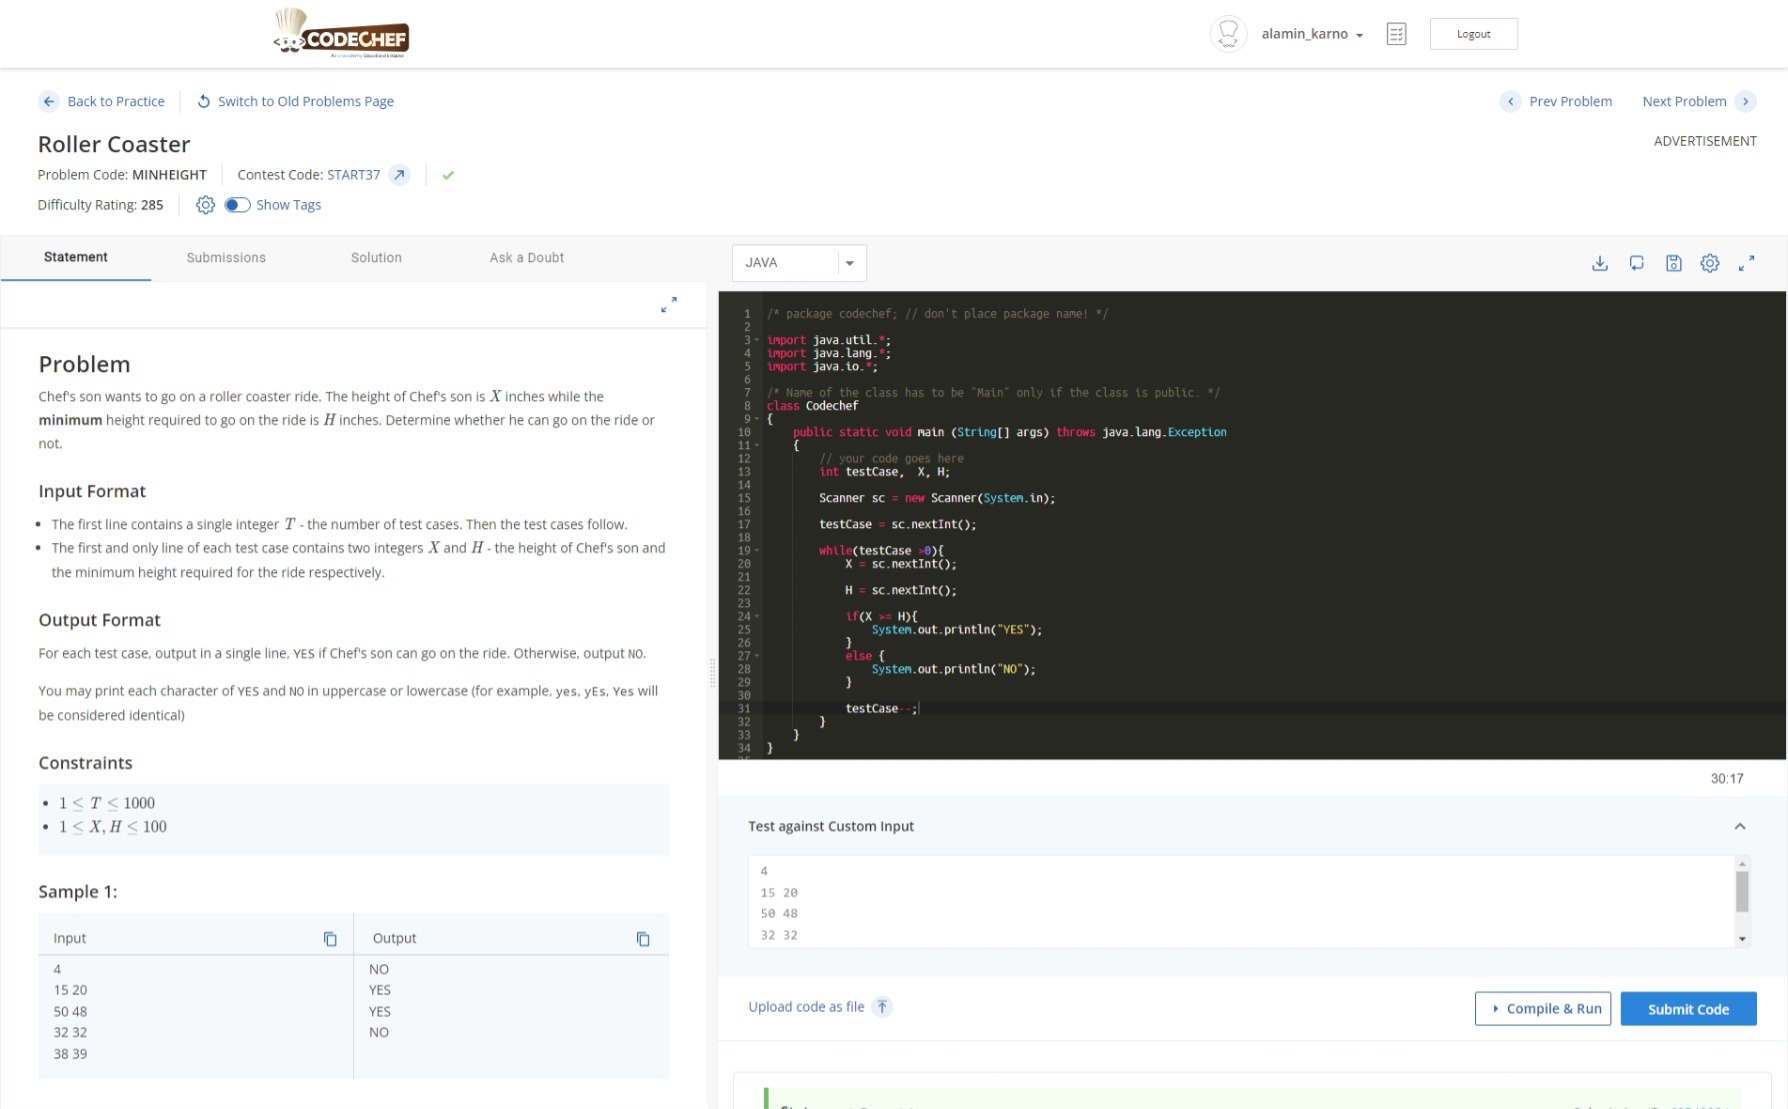 CODECHEF
alamin_karno
Logout
Back to Practice
Switch to Old Problems Page
Prev Problem
Next Problem
Roller Coaster
ADVERTISEMENT
Problem Code: MINHEIGHT
Contest Code: START37
Difficulty Rating: 285
Show Tags
Statement
Submissions
Solution
Ask a Doubt
Problem
Chef's son wants to go on a roller coaster ride. The height of Chef's son is X inches while the
minimum height required to go on the ride is H inches. Determine whether he can go on the ride or
not.
Input Format
• The first line contains a single integer T - the number of test cases. Then the test cases follow.
• The first and only line of each test case contains two integers X and H - the height of Chef's son and
the minimum height required for the ride respectively.
Output Format
For each test case, output in a single line, YES if Chef's son can go on the ride. Otherwise, output NO.
You may print each character of YES and NO in uppercase or lowercase (for example, yes, yEs, Yes will
be considered identical)
Constraints
• 1 ≤ T ≤ 1000
• 1 ≤ X, H ≤ 100
Sample 1:
Input
Output
4
15 20
50 48
32 32
38 39
NO
YES
YES
NO
JAVA
1 /* package codechef; // don't place package name! */
2
3 import java.util.*;
4 import java.lang.*;
5 import java.io.*;
6
7 /* Name of the class has to be "Main" only if the class is public. */
8 class Codechef
9 {
10 public static void main (String[] args) throws java.lang.Exception
11 {
12 // your code goes here
13 int testCase,  X, H;
14
15 Scanner sc = new Scanner(System.in);
16
17 testCase = sc.nextInt();
18
19 while(testCase >0){
20 X = sc.nextInt();
21
22 H = sc.nextInt();
23
24 if(X >= H){
25 System.out.println("YES");
26 }
27 else {
28 System.out.println("NO");
29 }
30
31 testCase--;
32 }
33 }
34 }
30:17
Test against Custom Input
4
15 20
50 48
32 32
Upload code as file
Compile & Run
Submit Code